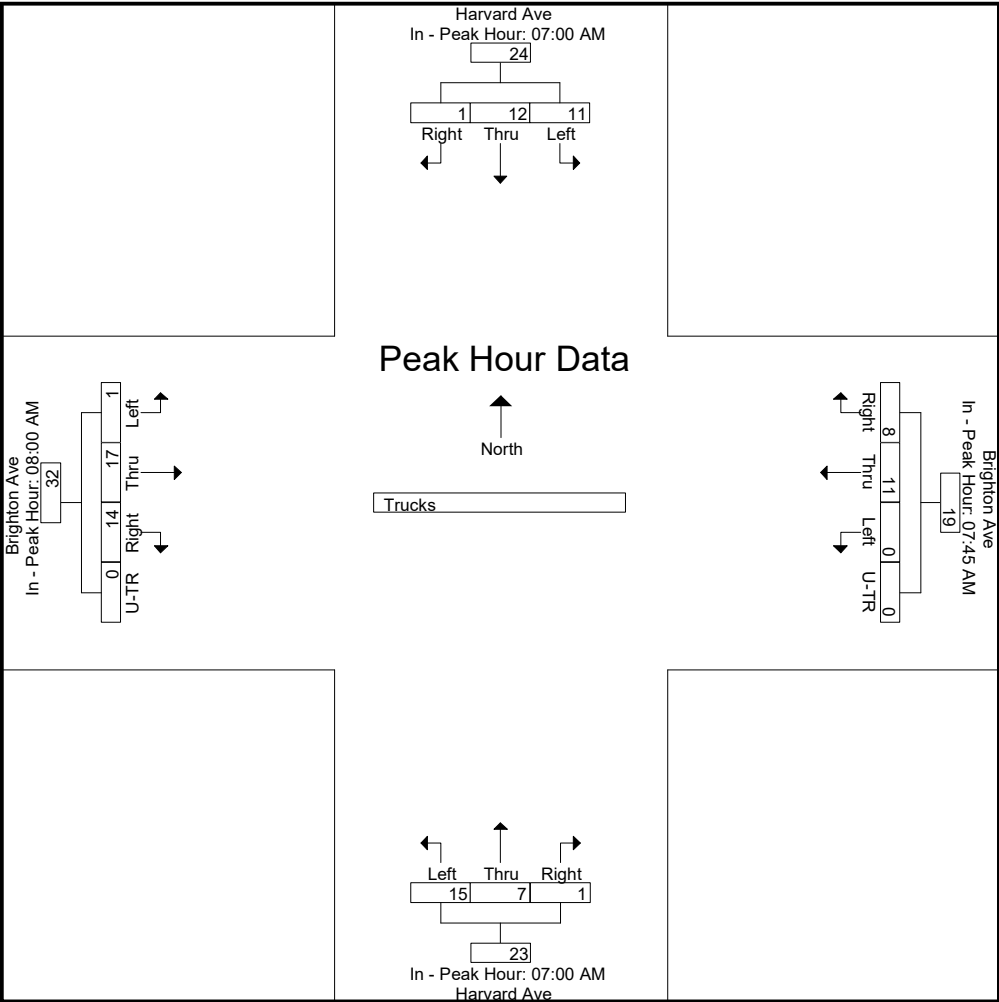 Harvard Ave
In - Peak Hour: 07:00 AM
24
1 12 11
Right Thru Left
Peak Hour Data
North
Trucks
Brighton Ave
In - Peak Hour: 08:00 AM
32
1 17 14 0
Left Thru Right U-TR
Brighton Ave
In - Peak Hour: 07:45 AM
19
8 11 0 0
Right Thru Left U-TR
Left Thru Right
15 7 1
23
In - Peak Hour: 07:00 AM
Harvard Ave